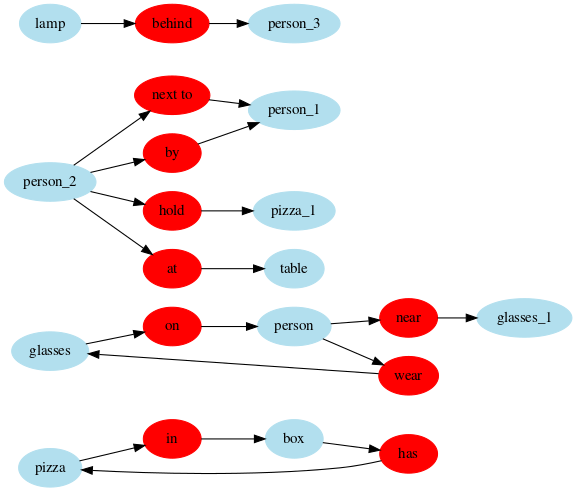 lamp behind person_3
next to person_1
by
person_2
hold pizza_1
at table
on person near glasses_1
glasses
wear
in box has
pizza